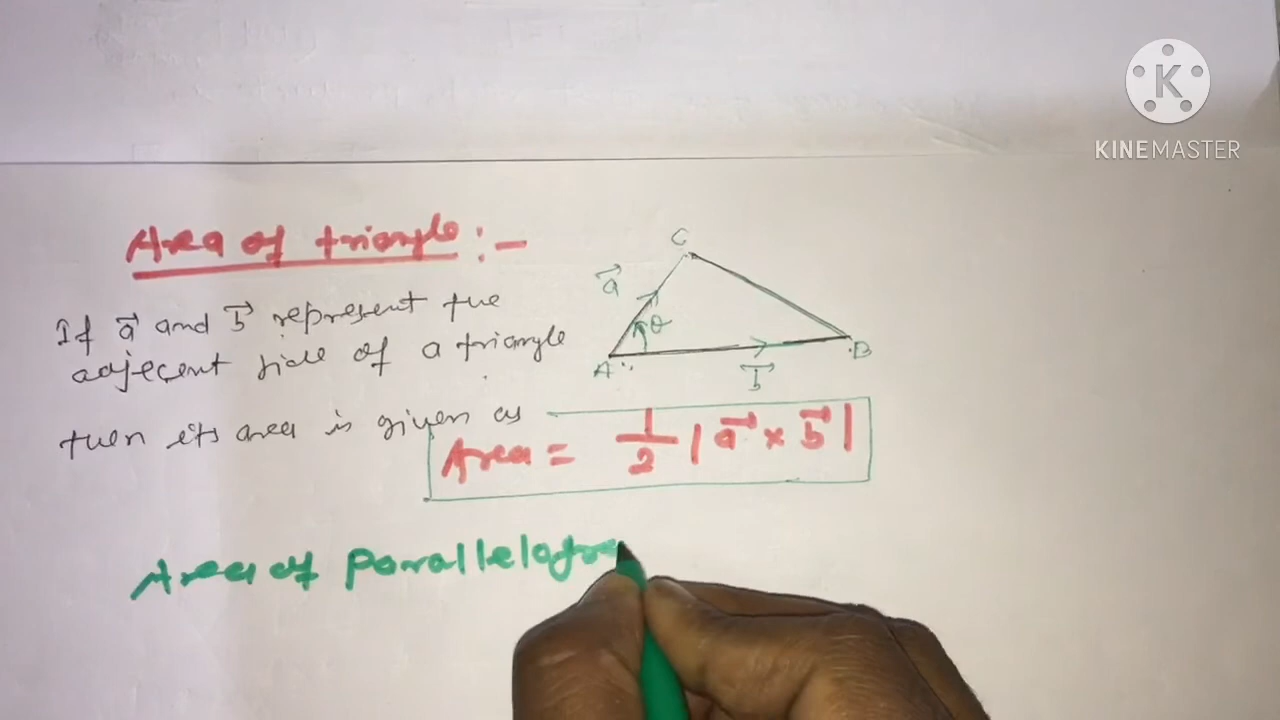 K
KINEMASTER
Area of triangle:-
If a⃗ and b⃗ represent the
adjecent side of a triangle
then its area is given as
C
a⃗
θ
A
B
b⃗
Area = 1/2 |a⃗ × b⃗|
Area of Parallelogra